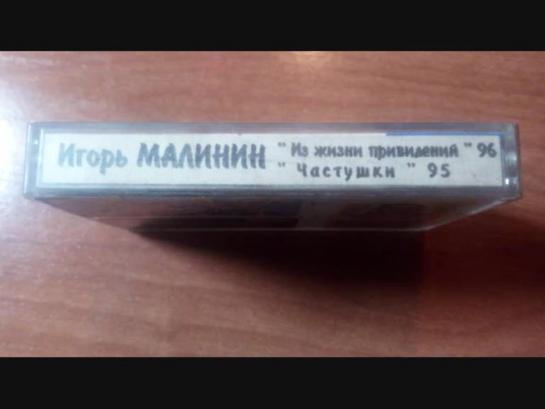 Игорь МАЛИНИН " Из жизни привидений " 96
" Частушки " 95